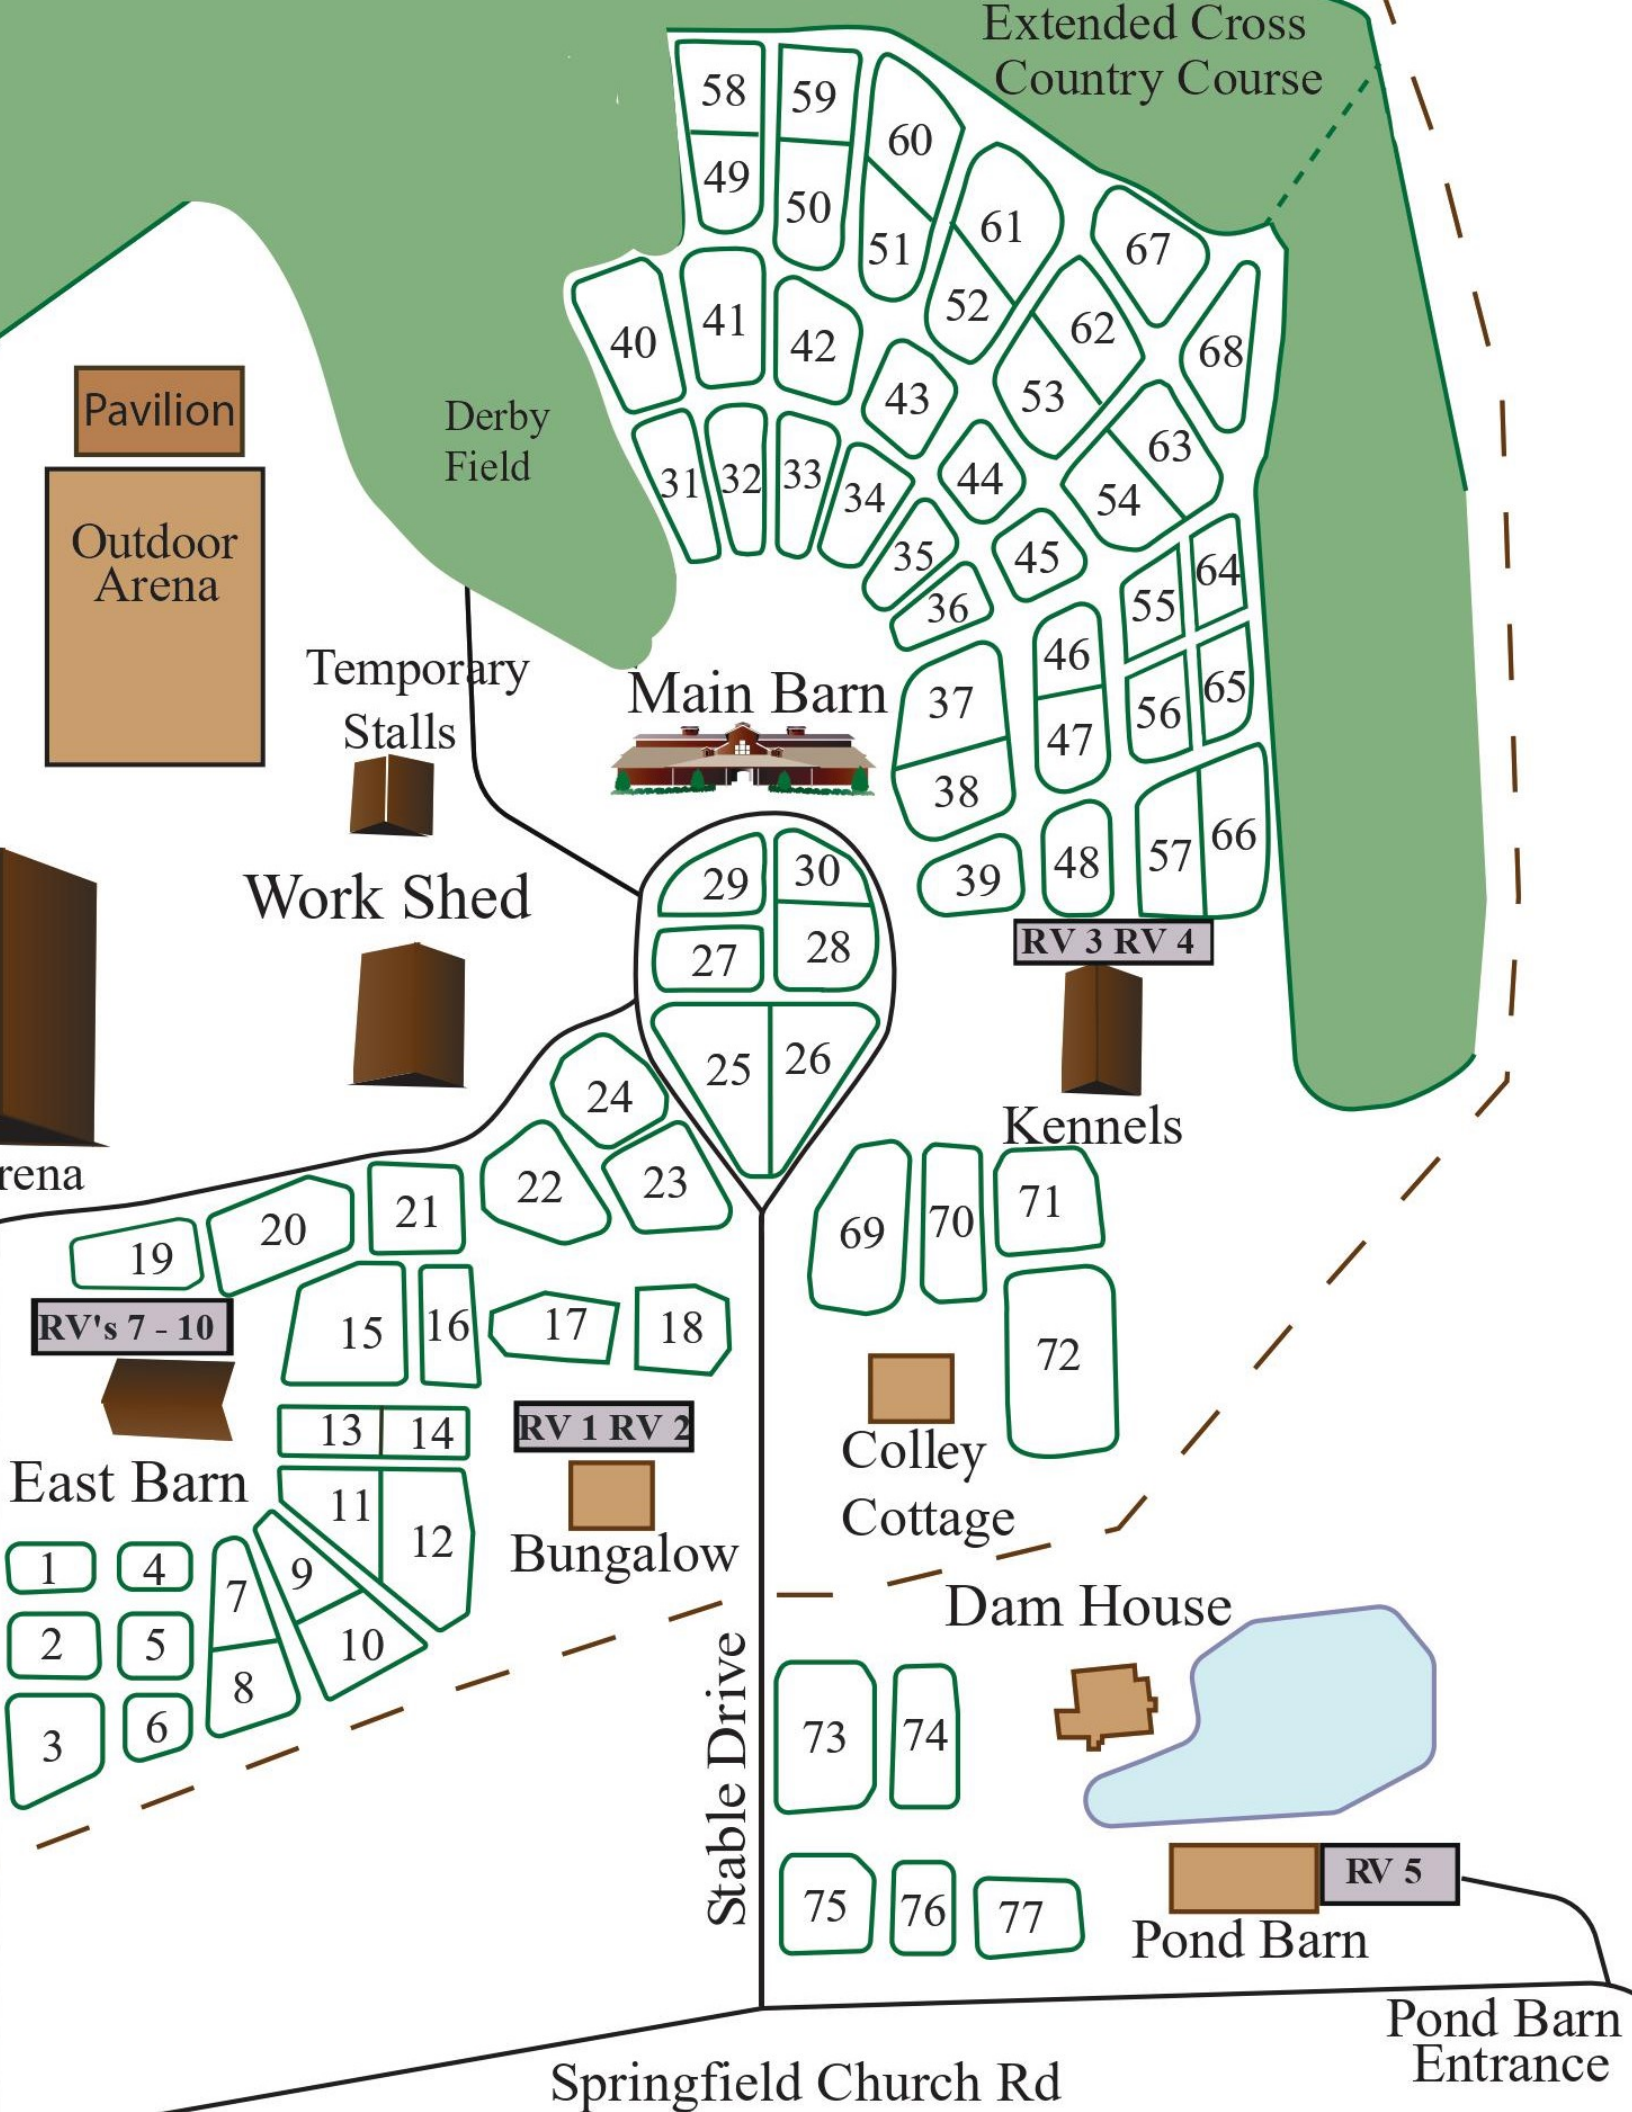 Extended Cross
Country Course
58
59
60
49
50
51
61
67
52
62
68
40
41
42
43
53
63
Derby
Field
Pavilion
31
32
33
34
44
54
Outdoor
Arena
35
45
36
55
64
46
56
65
37
47
38
Temporary
Stalls
Main Barn
57
66
48
39
Work Shed
29
30
27
28
RV 3 RV 4
25
26
24
Kennels
rena
22
23
21
20
19
69
70
71
RV's 7 - 10
15
16
17
18
72
13
14
RV 1 RV 2
Colley
Cottage
East Barn
11
12
Bungalow
1
4
7
9
2
5
10
8
3
6
Dam House
Stable Drive
73
74
75
76
77
RV 5
Pond Barn
Pond Barn
Entrance
Springfield Church Rd